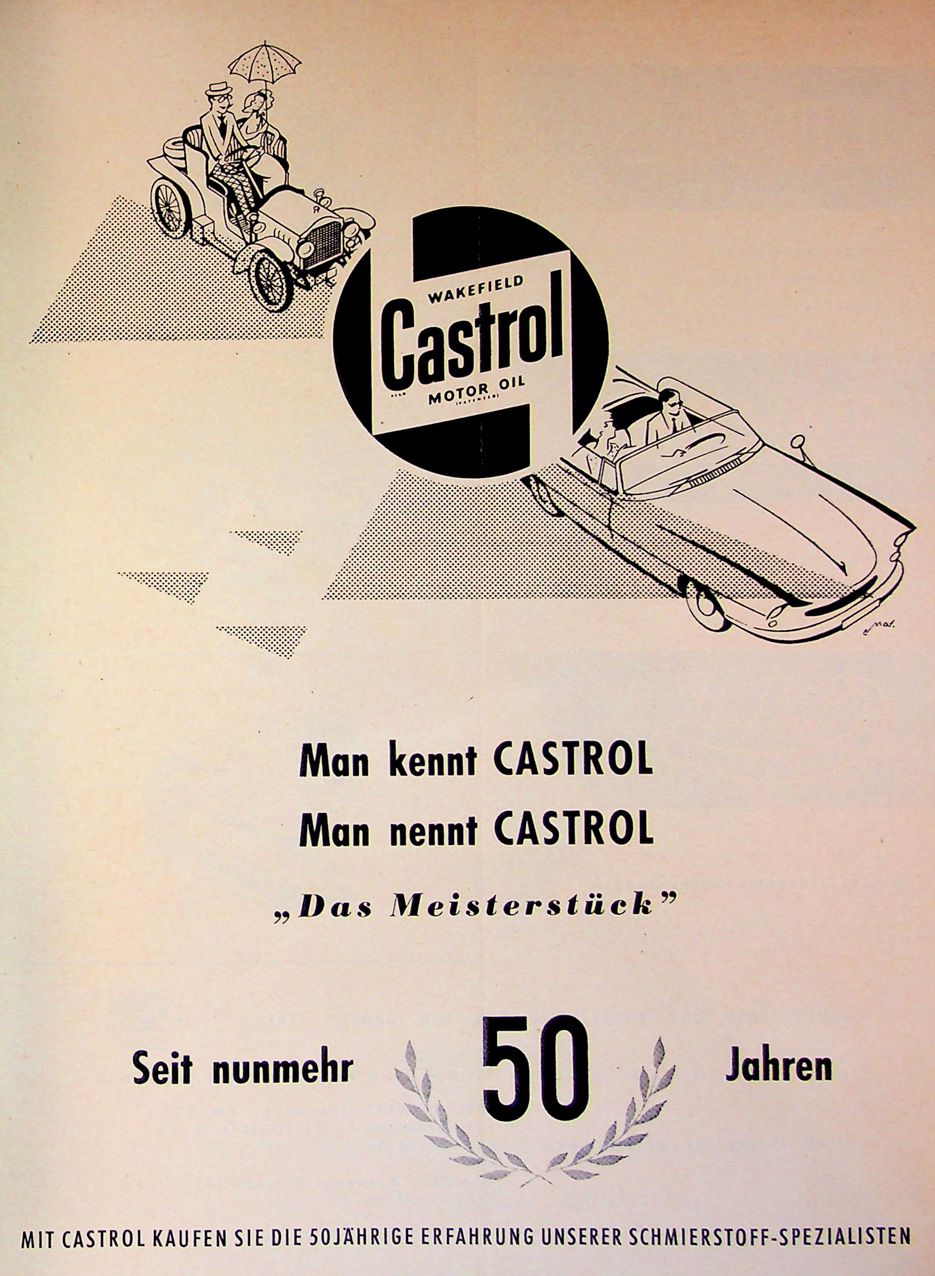 WAKEFIELD
Castrol
MOTOR OIL
(PATENTED)
Man kennt CASTROL
Man nennt CASTROL
„Das Meisterstück”
Seit nunmehr 50 Jahren
MIT CASTROL KAUFEN SIE DIE 50JÄHRIGE ERFAHRUNG UNSERER SCHMIERSTOFF-SPEZIALISTEN